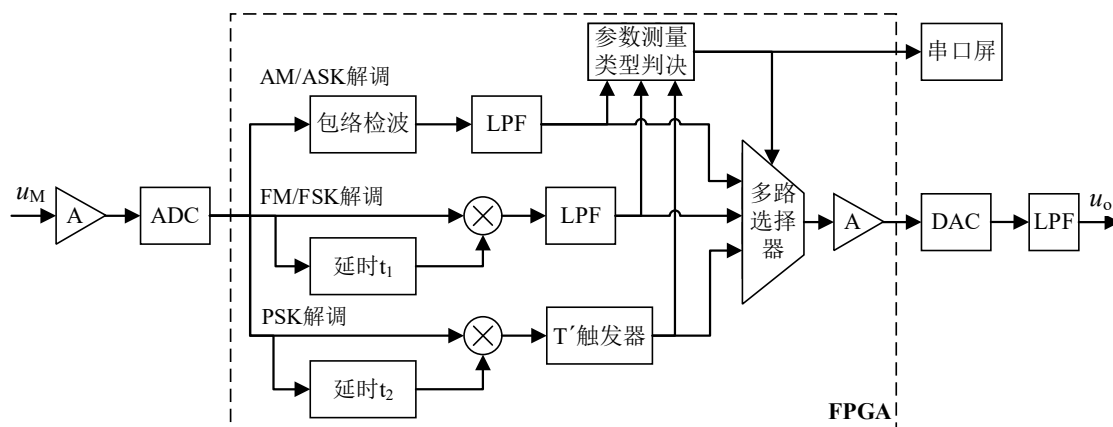 参数测量
类型判决
串口屏
AM/ASK解调
包络检波
LPF
u_M
A
ADC
FM/FSK解调
LPF
延时t₁
多路
选择
器
A
DAC
LPF
u_o
PSK解调
T′触发器
延时t₂
FPGA